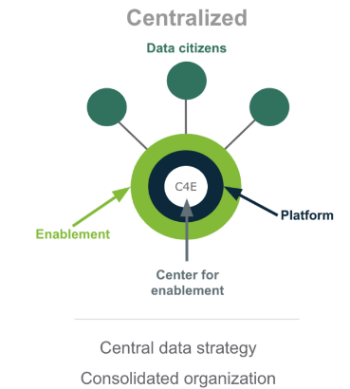 Centralized
Data citizens
C4E
Platform
Enablement
Center for
enablement
Central data strategy
Consolidated organization